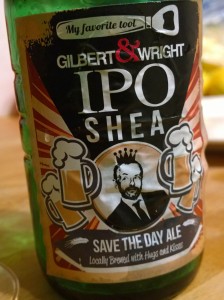 My favorite tool
GILBERT & WRIGHT
IPO
SHEA
SAVE THE DAY ALE
Locally Brewed with Hugs and Kisses